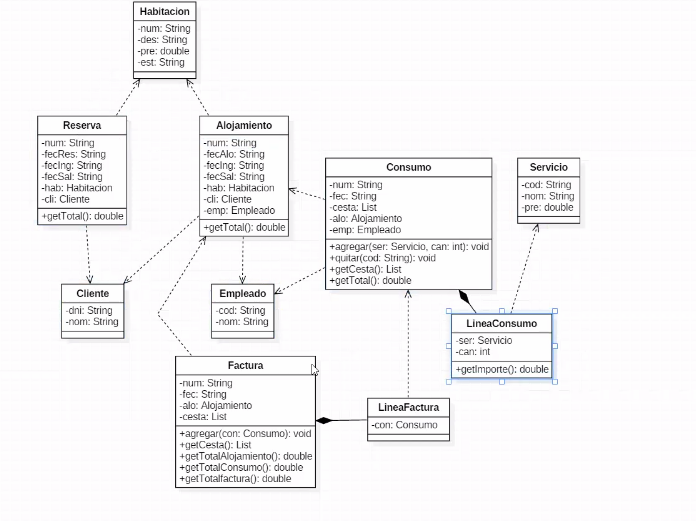 Habitacion
-num: String
-des: String
-pre: double
-est: String
Reserva
-num: String
-fecRes: String
-fecIng: String
-fecSal: String
-hab: Habitacion
-cli: Cliente
+getTotal(): double
Alojamiento
-num: String
-fecAlo: String
-fecIng: String
-fecSal: String
-hab: Habitacion
-cli: Cliente
-emp: Empleado
+getTotal(): double
Consumo
-num: String
-fec: String
-cesta: List
-alo: Alojamiento
-emp: Empleado
+agregar(ser: Servicio, can: int): void
+quitar(cod: String): void
+getCesta(): List
+getTotal(): double
Servicio
-cod: String
-nom: String
-pre: double
Cliente
-dni: String
-nom: String
Empleado
-cod: String
-nom: String
LineaConsumo
-ser: Servicio
-can: int
+getImporte(): double
Factura
-num: String
-fec: String
-alo: Alojamiento
-cesta: List
+agregar(con: Consumo): void
+getCesta(): List
+getTotalAlojamiento(): double
+getTotalConsumo(): double
+getTotalfactura(): double
LineaFactura
-con: Consumo